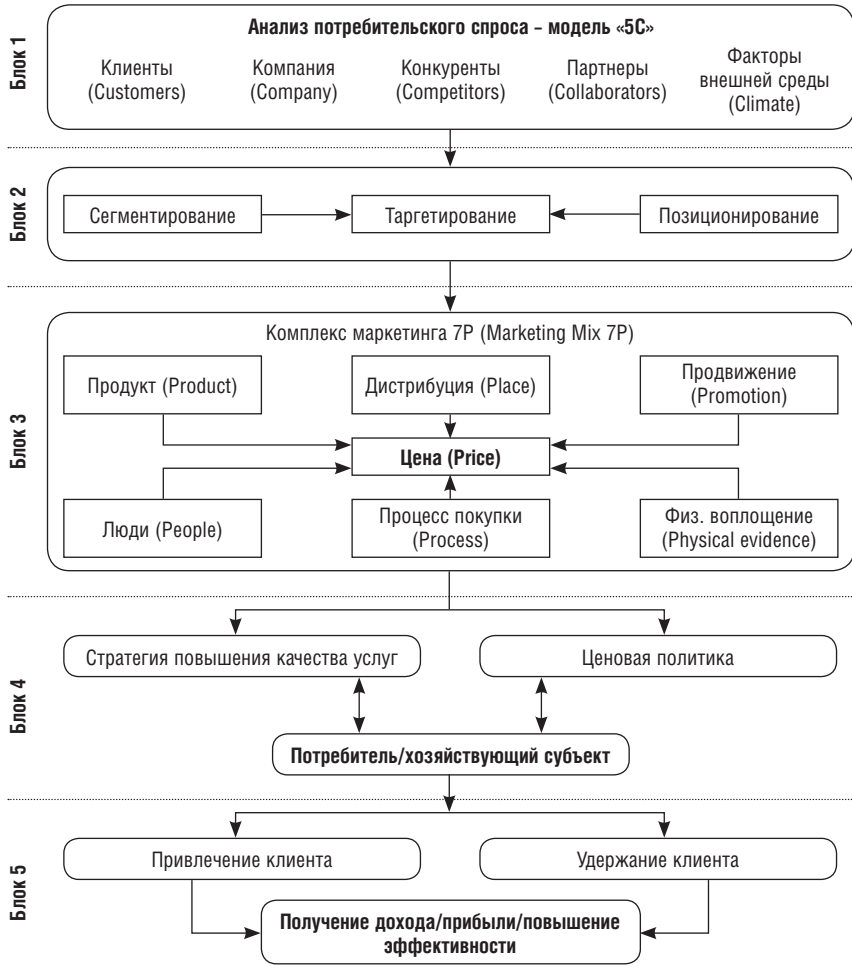 Блок 1
Анализ потребительского спроса – модель «5С»
Клиенты
(Customers)
Компания
(Company)
Конкуренты
(Competitors)
Партнеры
(Collaborators)
Факторы
внешней среды
(Climate)
Блок 2
Сегментирование
Таргетирование
Позиционирование
Блок 3
Комплекс маркетинга 7P (Marketing Mix 7P)
Продукт (Product)
Дистрибуция (Place)
Продвижение
(Promotion)
Цена (Price)
Люди (People)
Процесс покупки
(Process)
Физ. воплощение
(Physical evidence)
Блок 4
Стратегия повышения качества услуг
Ценовая политика
Потребитель/хозяйствующий субъект
Блок 5
Привлечение клиента
Удержание клиента
Получение дохода/прибыли/повышение
эффективности